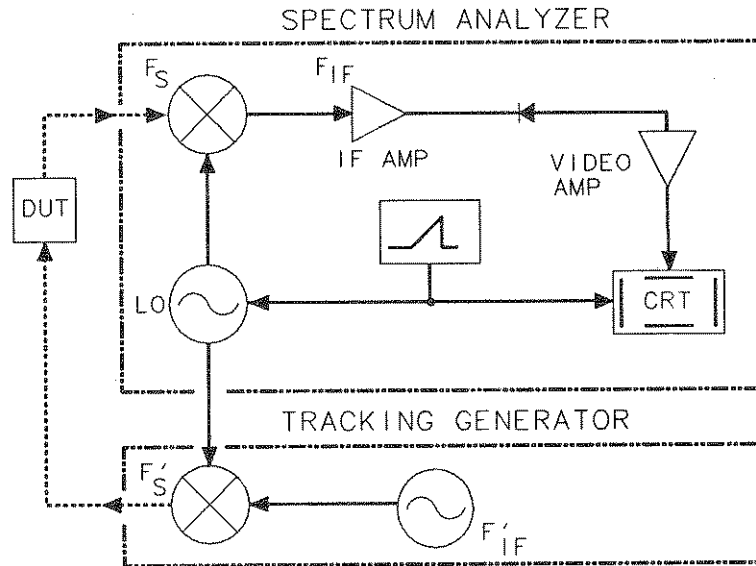 SPECTRUM ANALYZER
F_S
F_IF
IF AMP
VIDEO
AMP
DUT
LO
CRT
TRACKING GENERATOR
F'_S
F'_IF